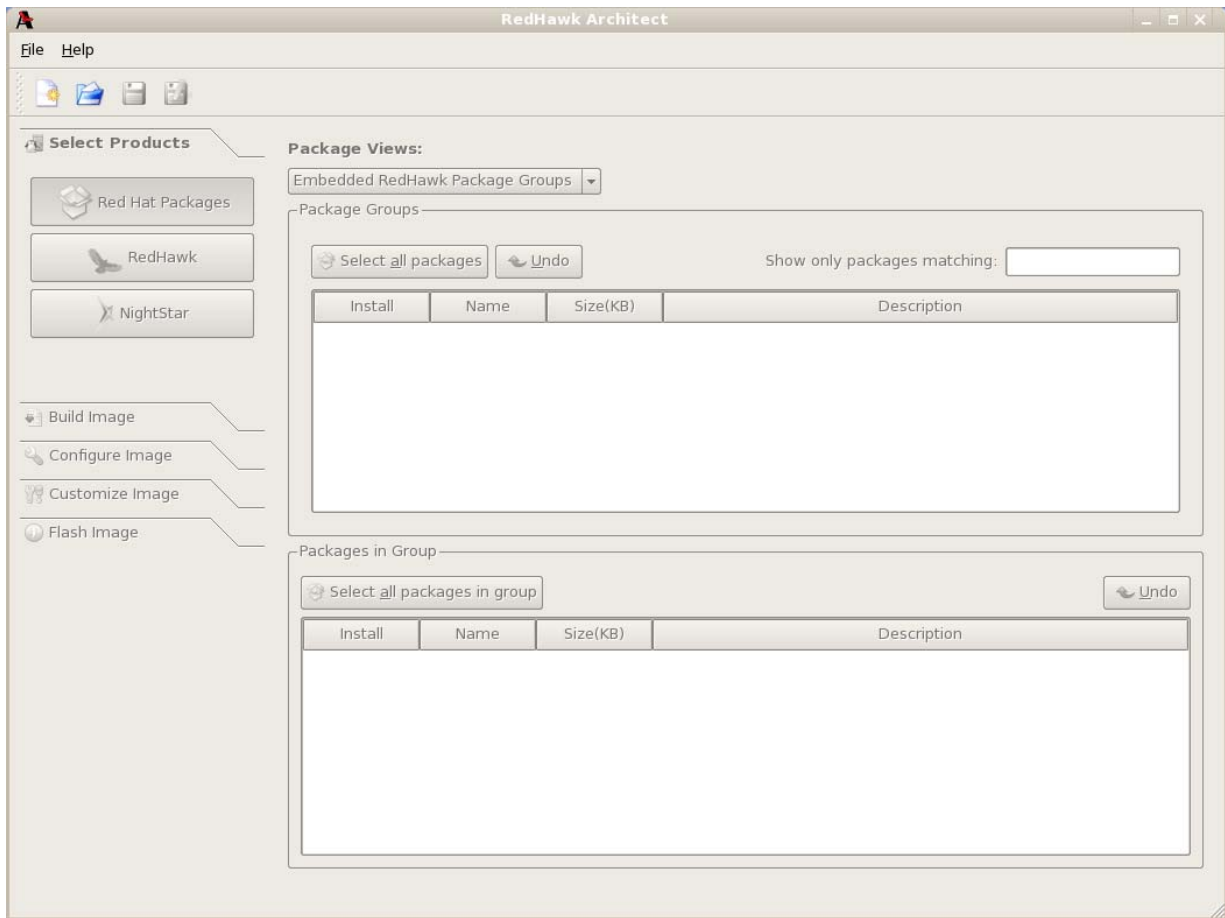 RedHawk Architect
File Help
Select Products
Red Hat Packages
RedHawk
NightStar
Build Image
Configure Image
Customize Image
Flash Image
Package Views:
Embedded RedHawk Package Groups
Package Groups
Select all packages Undo Show only packages matching:
Install Name Size(KB) Description
Packages in Group
Select all packages in group Undo
Install Name Size(KB) Description